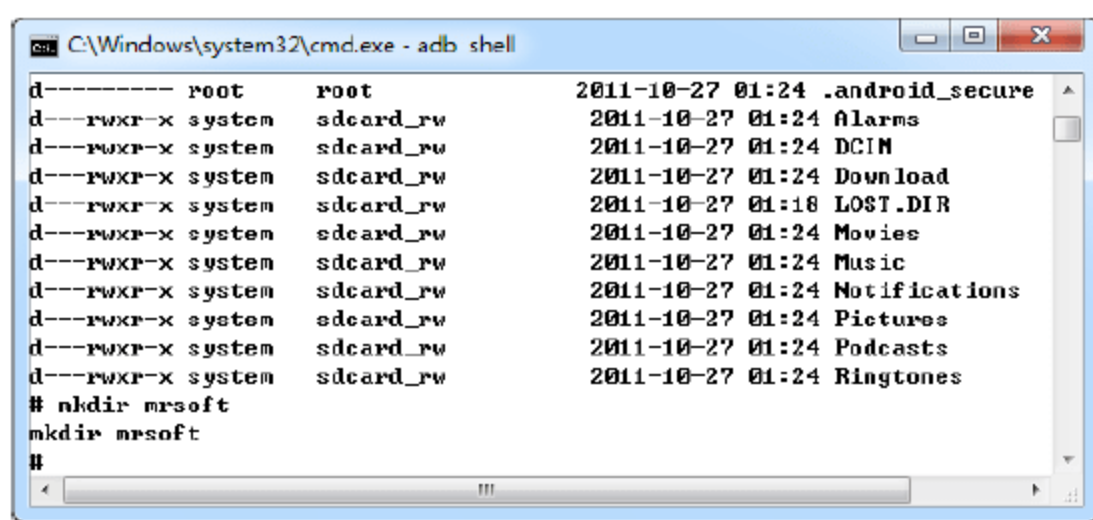 C:\Windows\system32\cmd.exe - adb shell
d--------- root     root              2011-10-27 01:24 .android_secure
d---rwxr-x system   sdcard_rw          2011-10-27 01:24 Alarms
d---rwxr-x system   sdcard_rw          2011-10-27 01:24 DCIM
d---rwxr-x system   sdcard_rw          2011-10-27 01:24 Download
d---rwxr-x system   sdcard_rw          2011-10-27 01:18 LOST.DIR
d---rwxr-x system   sdcard_rw          2011-10-27 01:24 Movies
d---rwxr-x system   sdcard_rw          2011-10-27 01:24 Music
d---rwxr-x system   sdcard_rw          2011-10-27 01:24 Notifications
d---rwxr-x system   sdcard_rw          2011-10-27 01:24 Pictures
d---rwxr-x system   sdcard_rw          2011-10-27 01:24 Podcasts
d---rwxr-x system   sdcard_rw          2011-10-27 01:24 Ringtones
# mkdir mrsoft
mkdir mrsoft
#